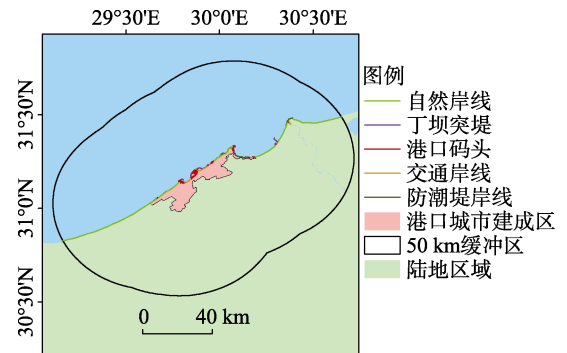 29°30'E 30°0'E 30°30'E
31°30'N
31°0'N
30°30'N
0 40 km
图例
自然岸线
丁坝突堤
港口码头
交通岸线
防潮堤岸线
港口城市建成区
50 km缓冲区
陆地区域